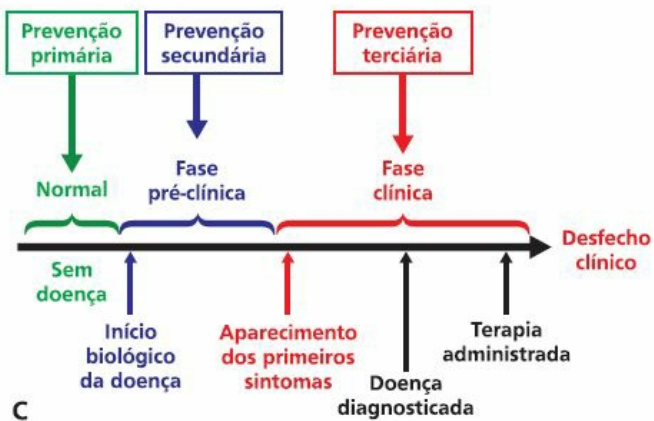 Prevenção
primária
Prevenção
secundária
Prevenção
terciária
Normal
Fase
pré-clínica
Fase
clínica
Desfecho
clínico
Sem
doença
Início
biológico
da doença
Aparecimento
dos primeiros
sintomas
Doença
diagnosticada
Terapia
administrada
C